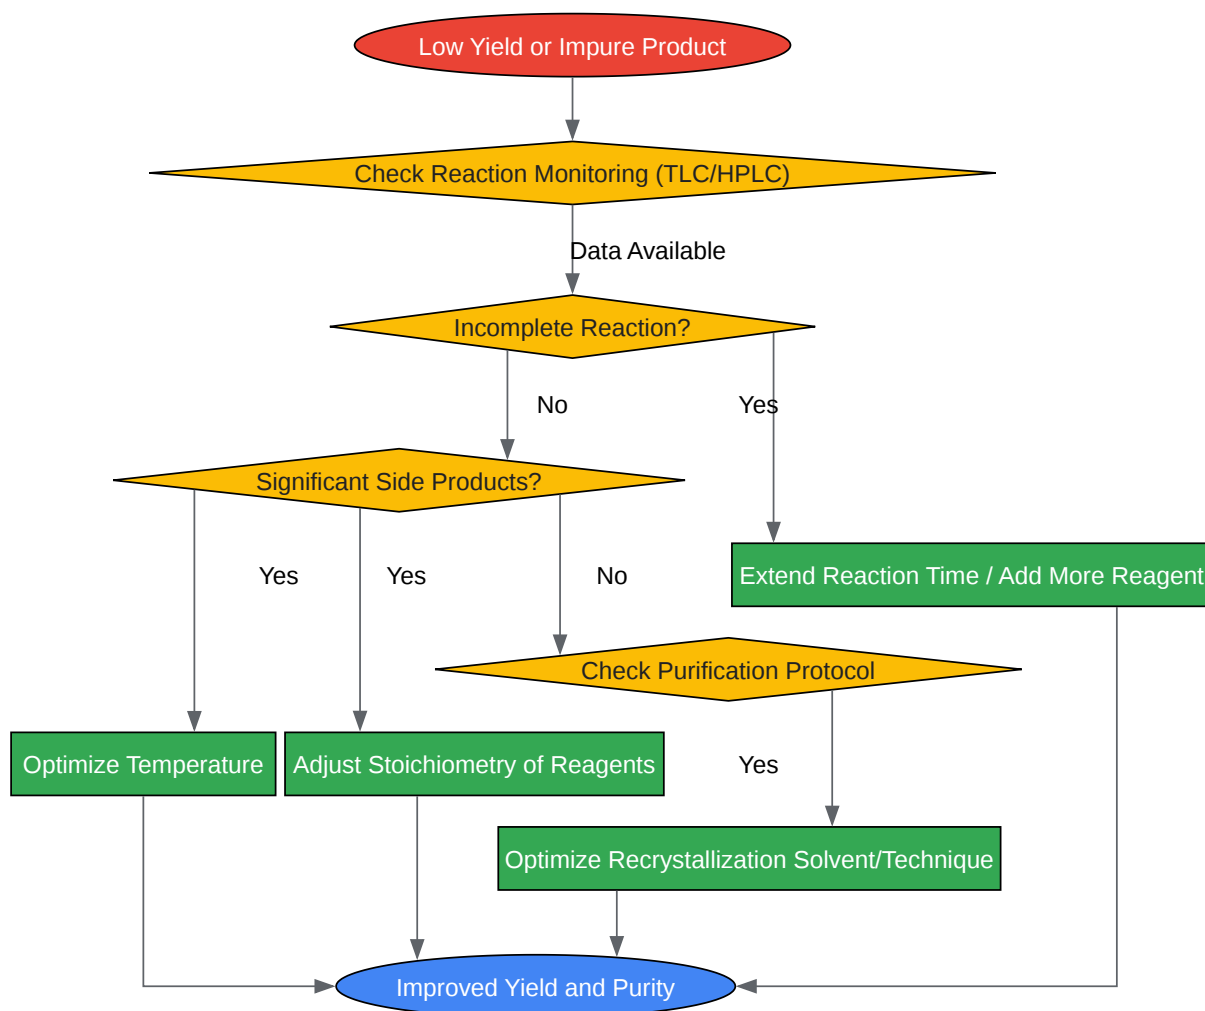 Low Yield or Impure Product
Check Reaction Monitoring (TLC/HPLC)
Data Available
Incomplete Reaction?
No
Yes
Significant Side Products?
Yes
Yes
No
Extend Reaction Time / Add More Reagent
Check Purification Protocol
Optimize Temperature
Adjust Stoichiometry of Reagents
Yes
Optimize Recrystallization Solvent/Technique
Improved Yield and Purity